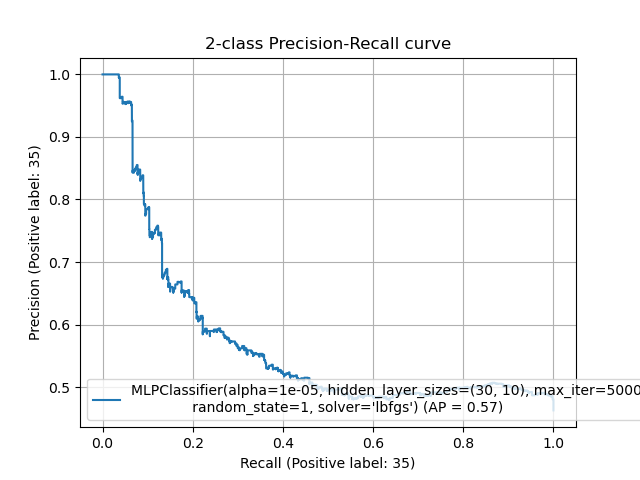 2-class Precision-Recall curve
1.0
0.9
0.8
0.7
0.6
0.5
Precision (Positive label: 35)
MLPClassifier(alpha=1e-05, hidden_layer_sizes=(30, 10), max_iter=5000
random_state=1, solver='lbfgs') (AP = 0.57)
0.0 0.2 0.4 0.6 0.8 1.0
Recall (Positive label: 35)